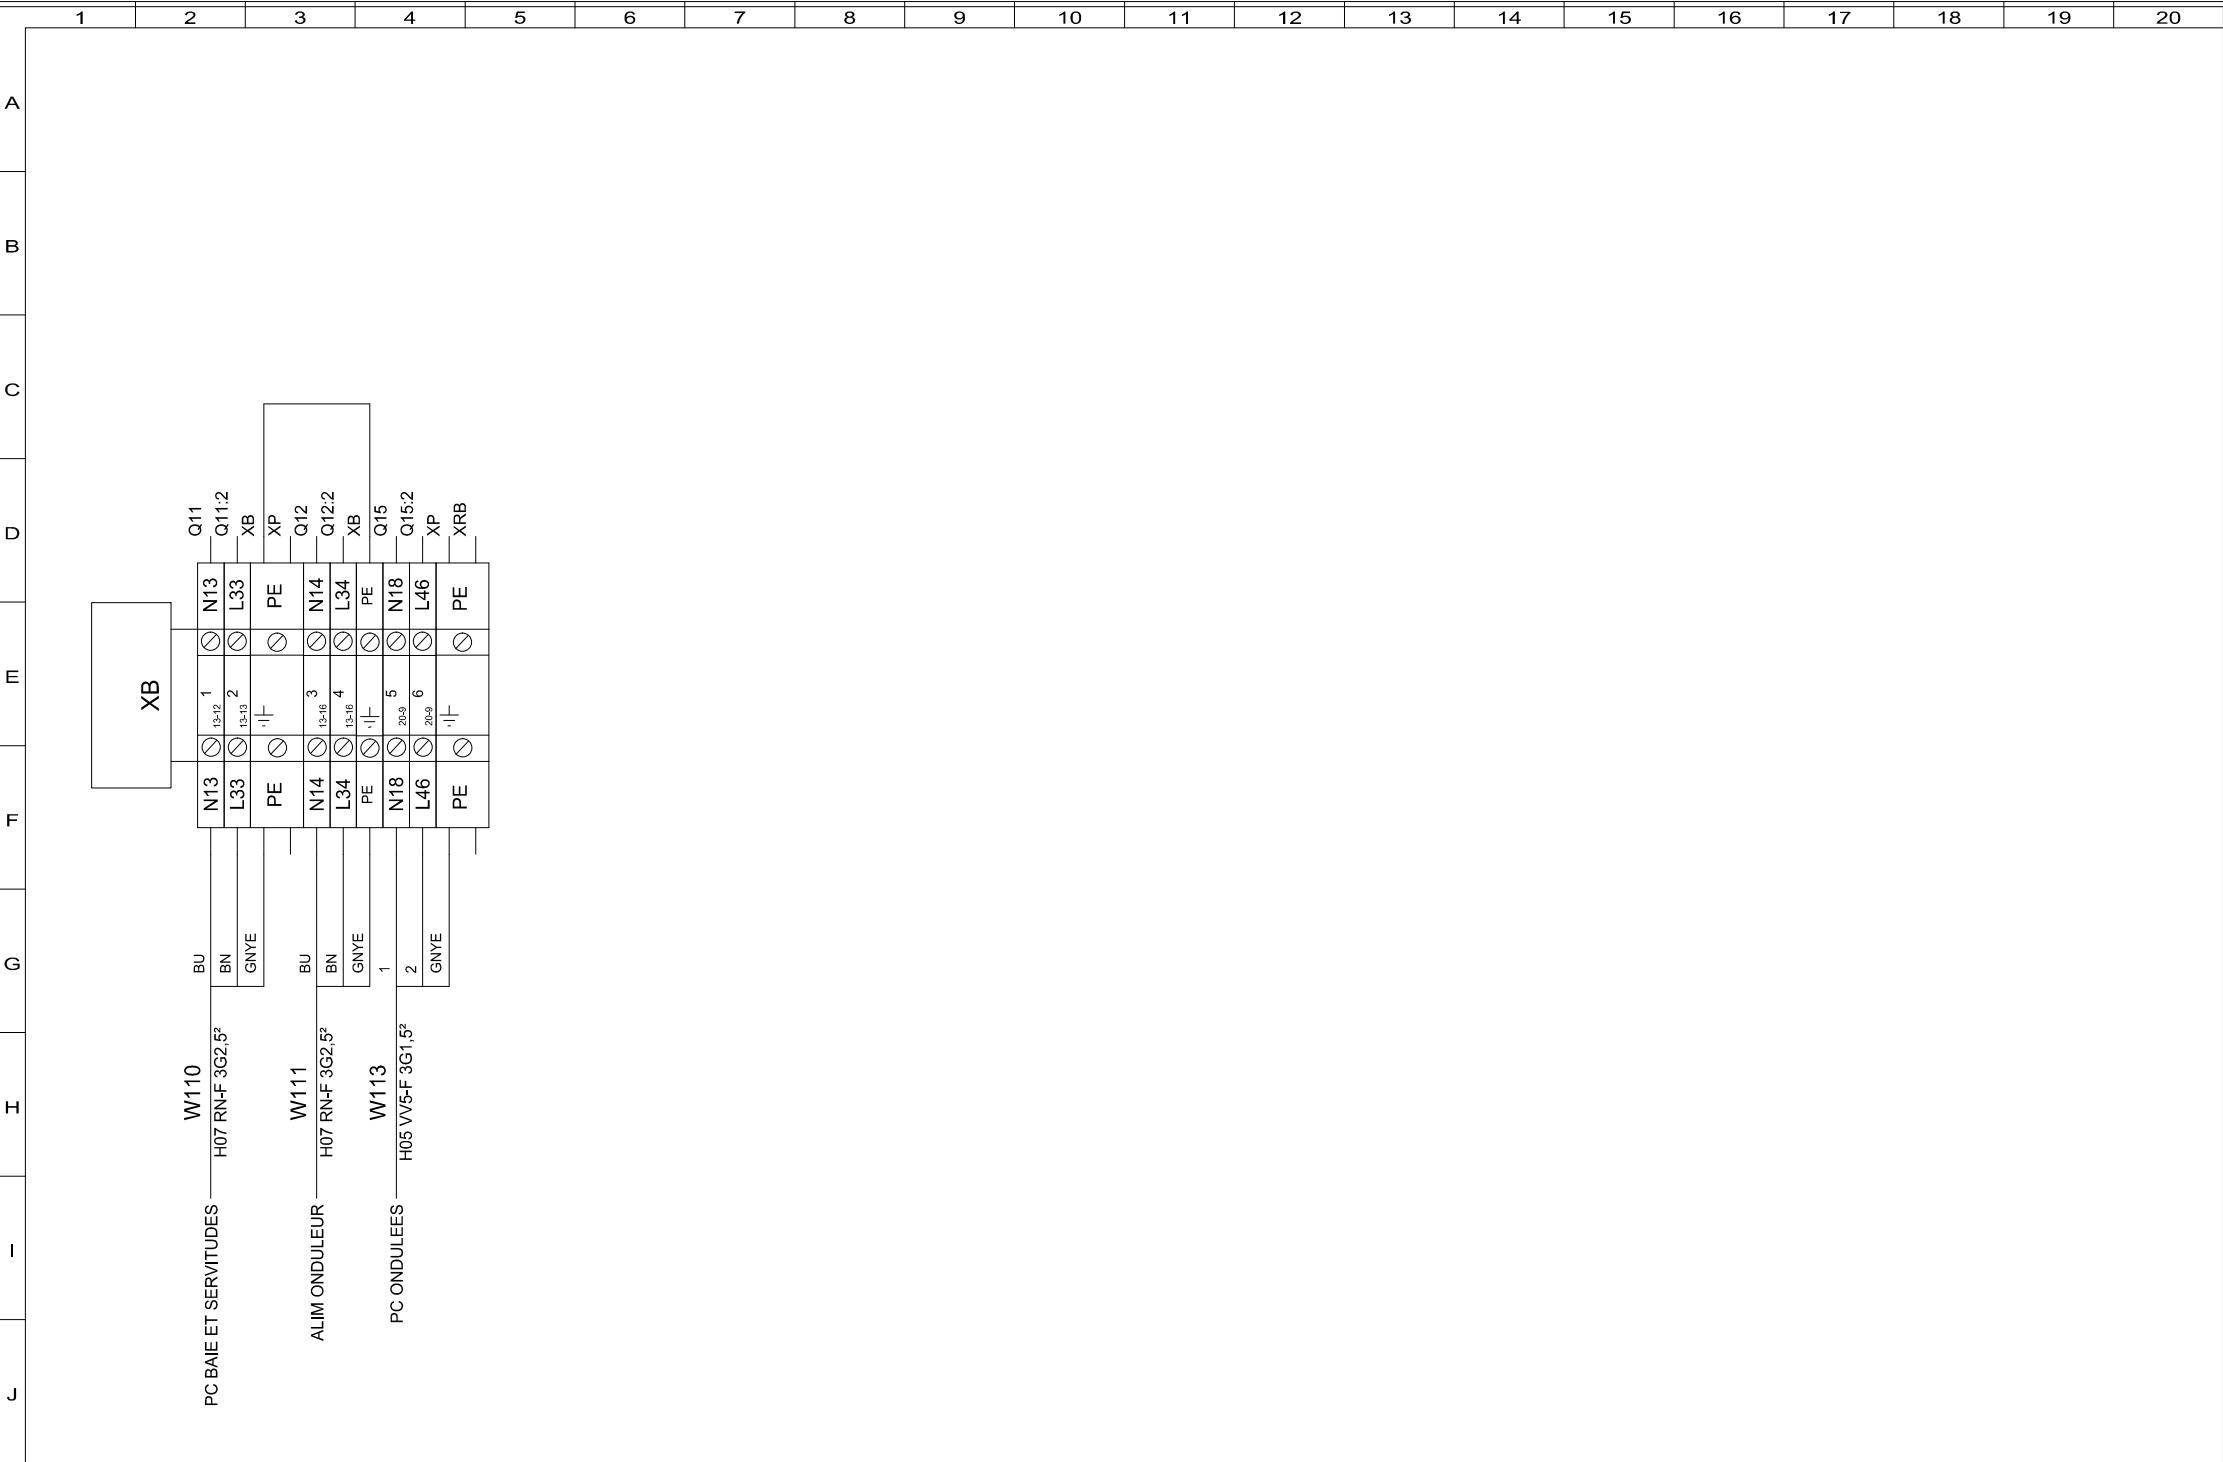 1 2 3 4 5 6 7 8 9 10 11 12 13 14 15 16 17 18 19 20
A
B
C
D
E
F
G
H
I
J
Q11
Q11:2
XB
XP
Q12
Q12:2
XB
Q15
Q15:2
XP
XRB
N13
L33
PE
N14
L34
PE
N18
L46
PE
XB
1
13-12
2
13-13
3
13-16
4
13-16
5
20-9
6
20-9
N13
L33
PE
N14
L34
PE
N18
L46
PE
BU
BN
GNYE
BU
BN
GNYE
1
2
GNYE
W110
H07 RN-F 3G2,5²
W111
H07 RN-F 3G2,5²
W113
H05 VV5-F 3G1,5²
PC BAIE ET SERVITUDES
ALIM ONDULEUR
PC ONDULEES